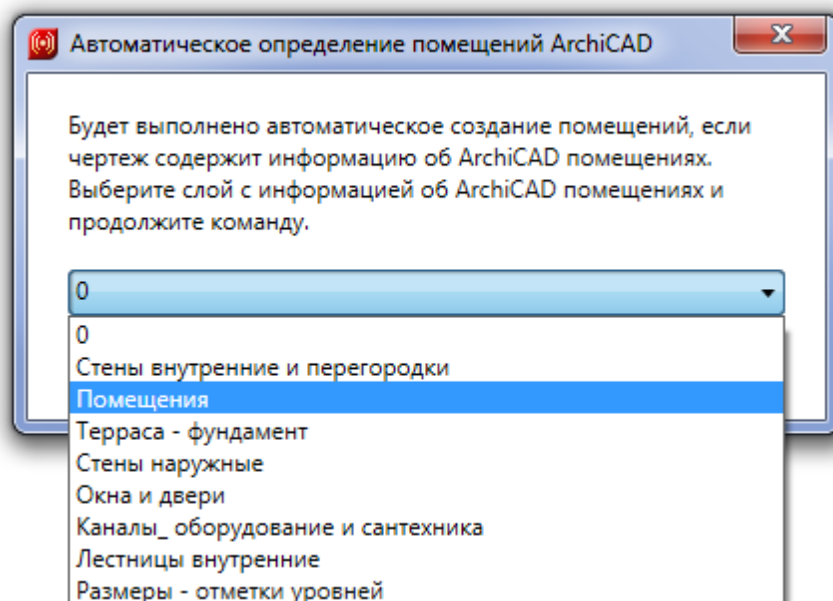 Автоматическое определение помещений ArchiCAD
Будет выполнено автоматическое создание помещений, если
чертеж содержит информацию об ArchiCAD помещениях.
Выберите слой с информацией об ArchiCAD помещениях и
продолжите команду.
0
0
Стены внутренние и перегородки
Помещения
Терраса - фундамент
Стены наружные
Окна и двери
Каналы_ оборудование и сантехника
Лестницы внутренние
Размеры - отметки уровней